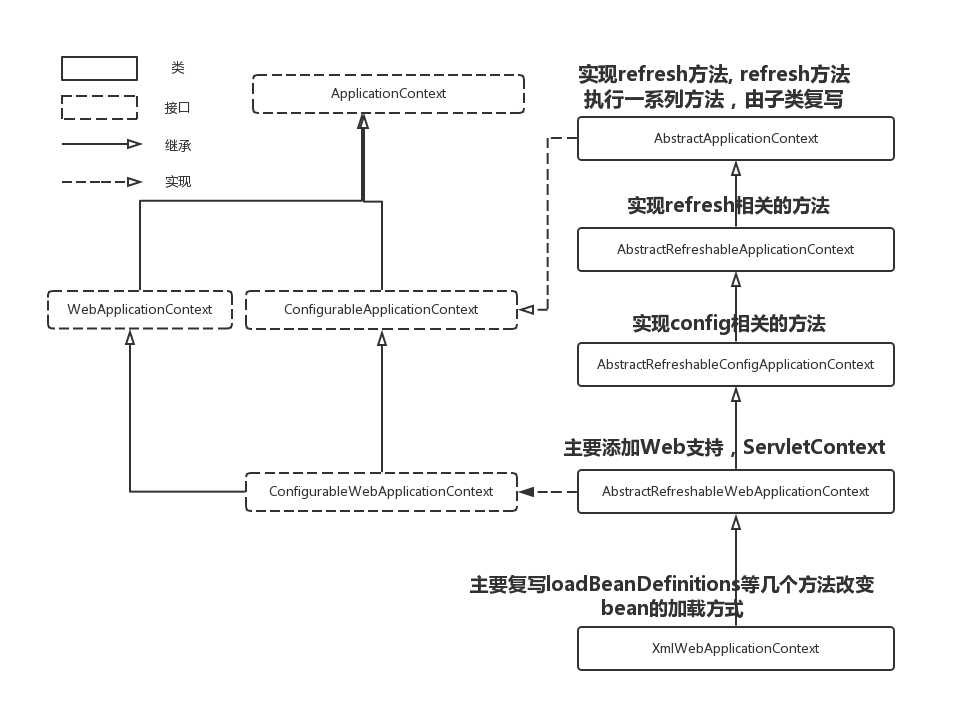 类
接口
继承
实现
ApplicationContext
实现refresh方法, refresh方法
执行一系列方法，由子类复写
AbstractApplicationContext
实现refresh相关的方法
AbstractRefreshableApplicationContext
WebApplicationContext
ConfigurableApplicationContext
实现config相关的方法
AbstractRefreshableConfigApplicationContext
主要添加Web支持，ServletContext
ConfigurableWebApplicationContext
AbstractRefreshableWebApplicationContext
主要复写loadBeanDefinitions等几个方法改变
bean的加载方式
XmlWebApplicationContext